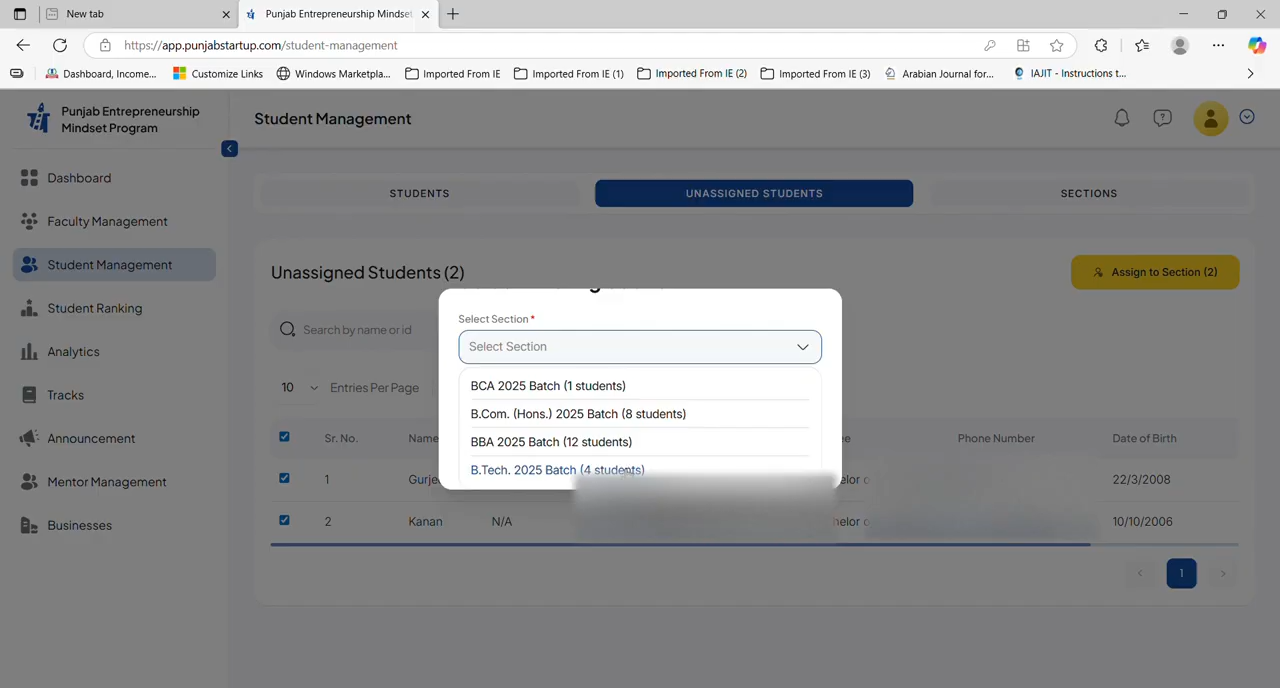 New tab
Punjab Entrepreneurship Mindset
https://app.punjabstartup.com/student-management
Dashboard, Income...
Customize Links
Windows Marketpla...
Imported From IE
Imported From IE (1)
Imported From IE (2)
Imported From IE (3)
Arabian Journal for...
IAJIT - Instructions t...
Punjab Entrepreneurship
Mindset Program
Student Management
Dashboard
Faculty Management
Student Management
Student Ranking
Analytics
Tracks
Announcement
Mentor Management
Businesses
STUDENTS
UNASSIGNED STUDENTS
SECTIONS
Unassigned Students (2)
Assign to Section (2)
Search by name or id
10
Entries Per Page
Select Section *
Select Section
BCA 2025 Batch (1 students)
B.Com. (Hons.) 2025 Batch (8 students)
BBA 2025 Batch (12 students)
B.Tech. 2025 Batch (4 students)
Sr. No.
Name
Phone Number
Date of Birth
1
Gurje
elor
22/3/2008
2
Kanan
N/A
helor
10/10/2006
1